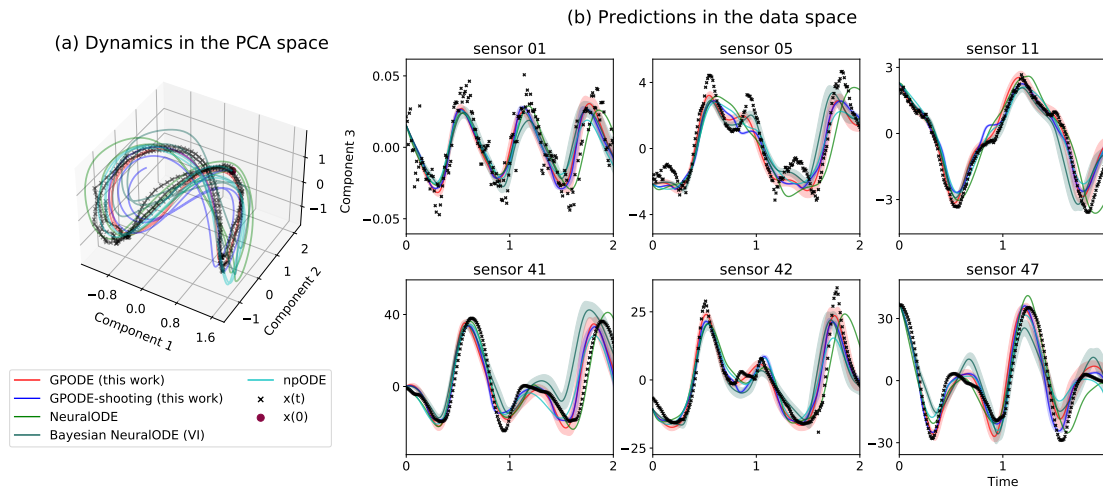 (b) Predictions in the data space
(a) Dynamics in the PCA space
1
0
−1
Component 3
2
1
0
−1
Component 2
−0.8
0.0
0.8
1.6
Component 1
sensor 01
0.05
0.00
−0.05
0
1
2
sensor 05
4
0
−4
0
1
2
sensor 11
3
0
−3
0
1
sensor 41
40
0
0
1
2
sensor 42
25
0
−25
0
1
2
sensor 47
30
0
−30
0
1
Time
GPODE (this work)
GPODE-shooting (this work)
NeuralODE
Bayesian NeuralODE (VI)
npODE
x(t)
x(0)